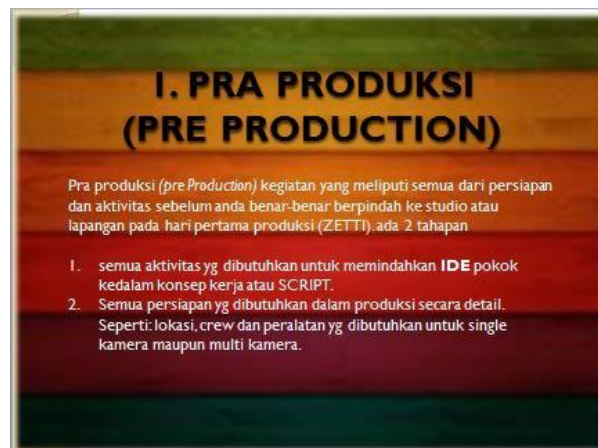 1. PRA PRODUKSI
(PRE PRODUCTION)
Pra produksi (pre Production) kegiatan yang meliputi semua dari persiapan
dan aktivitas sebelum anda benar-benar berpindah ke studio atau
lapangan pada hari pertama produksi (ZETTI). ada 2 tahapan
1. semua aktivitas yg dibutuhkan untuk memindahkan IDE pokok
kedalam konsep kerja atau SCRIPT.
2. Semua persiapan yg dibutuhkan dalam produksi secara detail.
Seperti: lokasi, crew dan peralatan yg dibutuhkan untuk single
kamera maupun multi kamera.